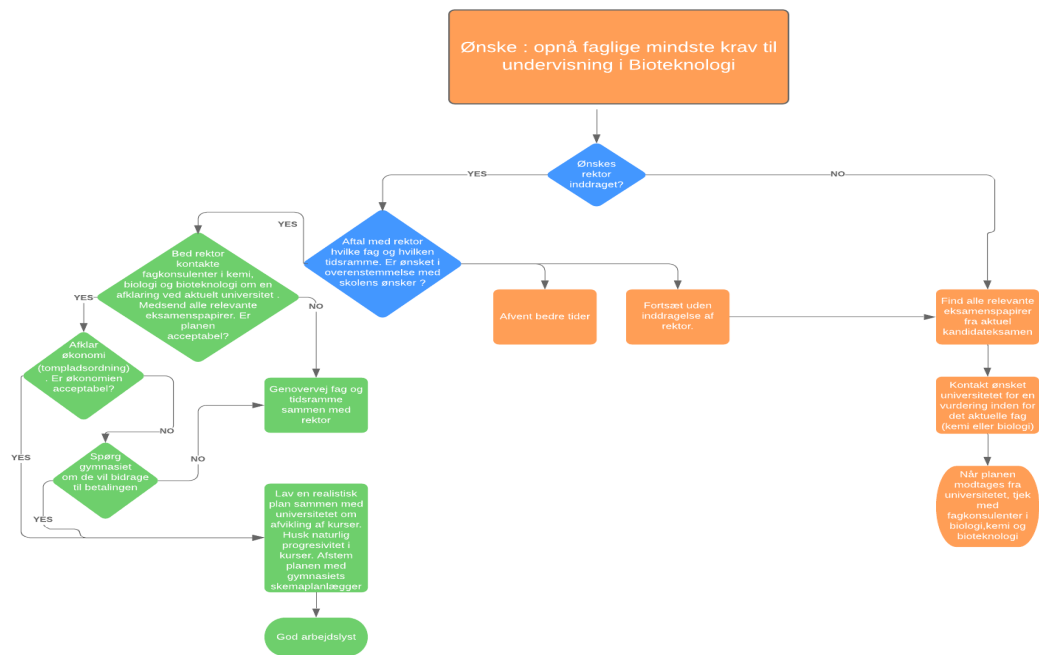 Ønske : opnå faglige mindste krav til
undervisning i Bioteknologi
Ønskes
rektor
inddraget?
YES
NO
Aftal med rektor
hvilke fag og hvilken
tidsramme. Er ønsket i
overenstemmelse med
skolens ønsker ?
YES
Bed rektor
kontakte
fagkonsulenter i kemi,
biologi og bioteknologi om en
afklaring ved aktuelt universitet .
Medsend alle relevante
eksamenspapirer. Er
planen
acceptabel?
YES
NO
Afvent bedre tider
Fortsæt uden
inddragelse af
rektor.
Find alle relevante
eksamenspapirer
fra aktuel
kandidateksamen
Afklar
økonomi
(tompladsordning)
. Er økonomien
acceptabel?
Genovervej fag og
tidsramme
sammen med
rektor
Kontakt ønsket
universitetet for en
vurdering inden for
det aktuelle fag
(kemi eller biologi)
NO
YES
Spørg
gymnasiet
om de vil bidrage
til betalingen
NO
YES
Lav en realistisk
plan sammen med
universitetet om
afvikling af kurser.
Husk naturlig
progresivitet i
kurser. Afstem
planen med
gymnasiets
skemaplanlægger
Når planen
modtages fra
universitetet, tjek
med
fagkonsulenter i
biologi,kemi og
bioteknologi
God arbejdslyst